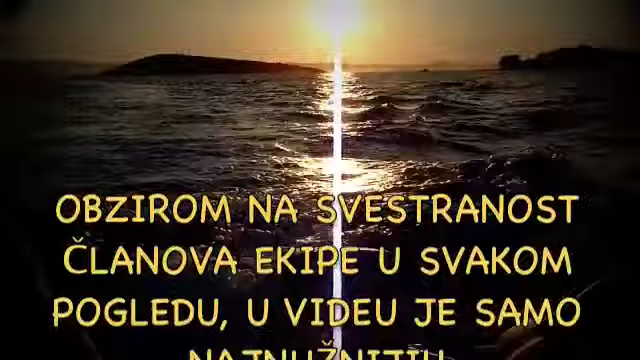 OBZIROM NA SVESTRANOST
ČLANOVA EKIPE U SVAKOM
POGLEDU, U VIDEU JE SAMO